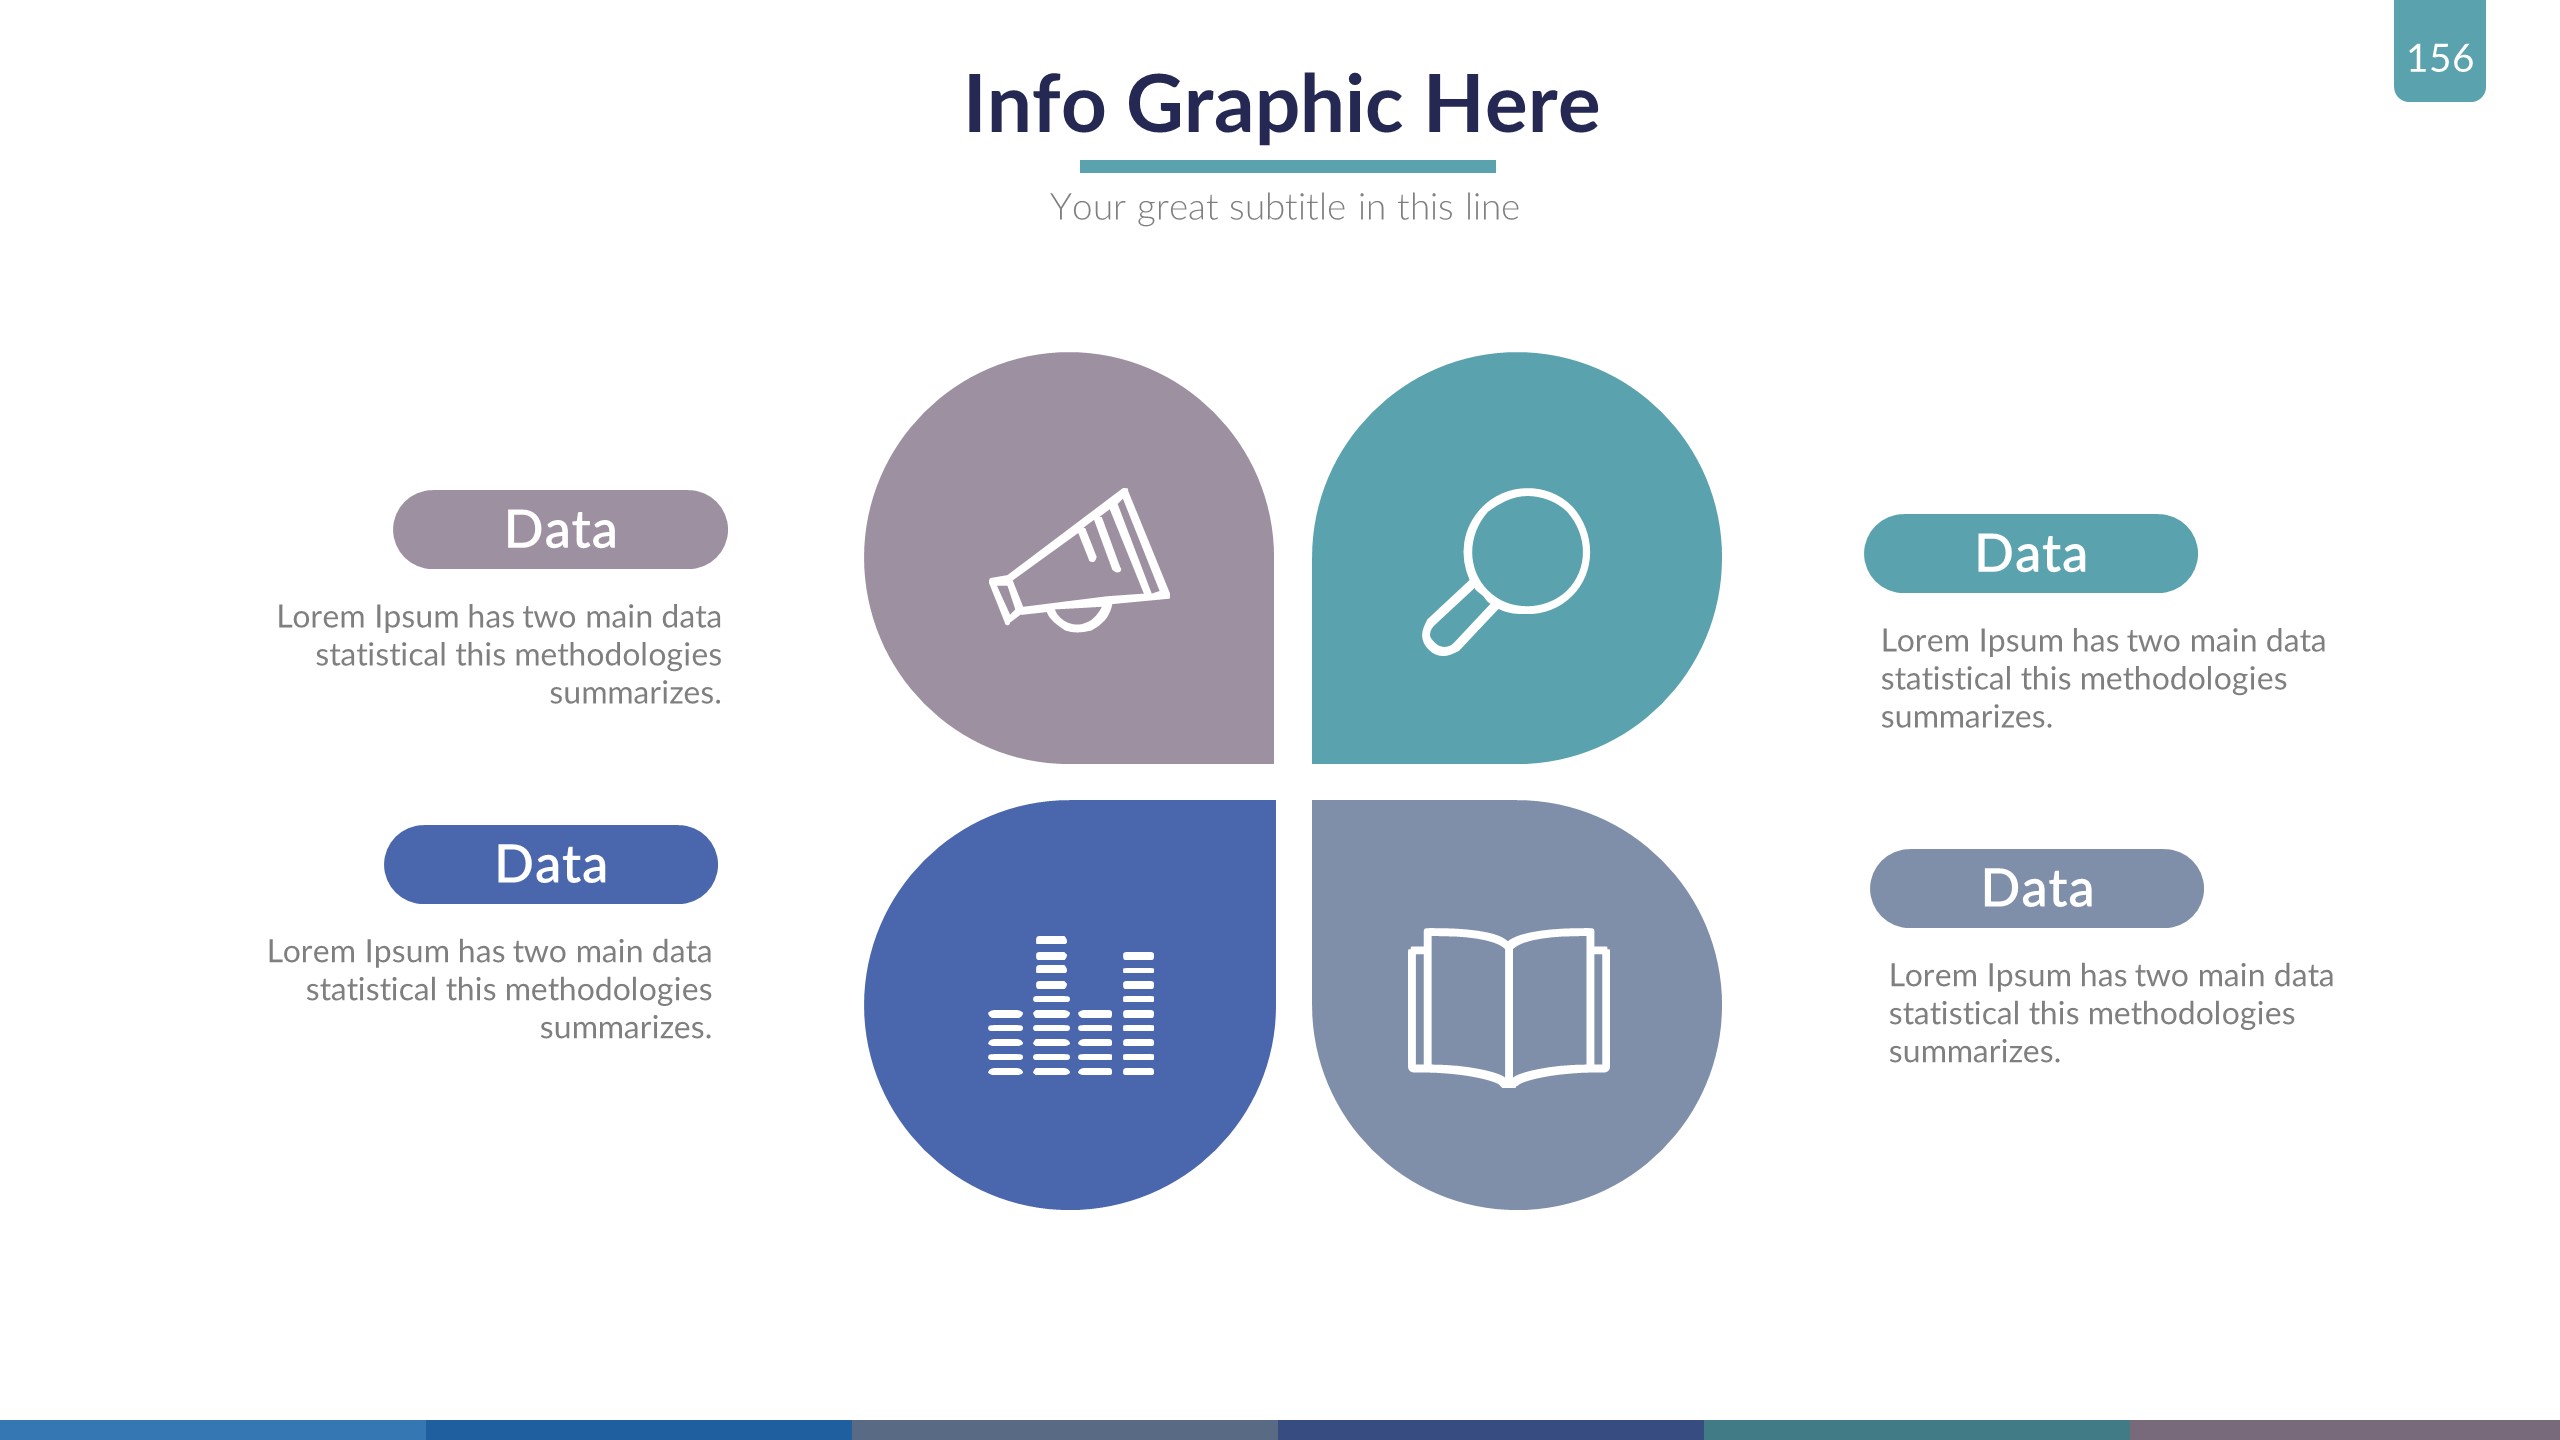 156
Info Graphic Here
Your great subtitle in this line
Data
Lorem Ipsum has two main data
statistical this methodologies
summarizes.
Data
Lorem Ipsum has two main data
statistical this methodologies
summarizes.
Data
Lorem Ipsum has two main data
statistical this methodologies
summarizes.
Data
Lorem Ipsum has two main data
statistical this methodologies
summarizes.